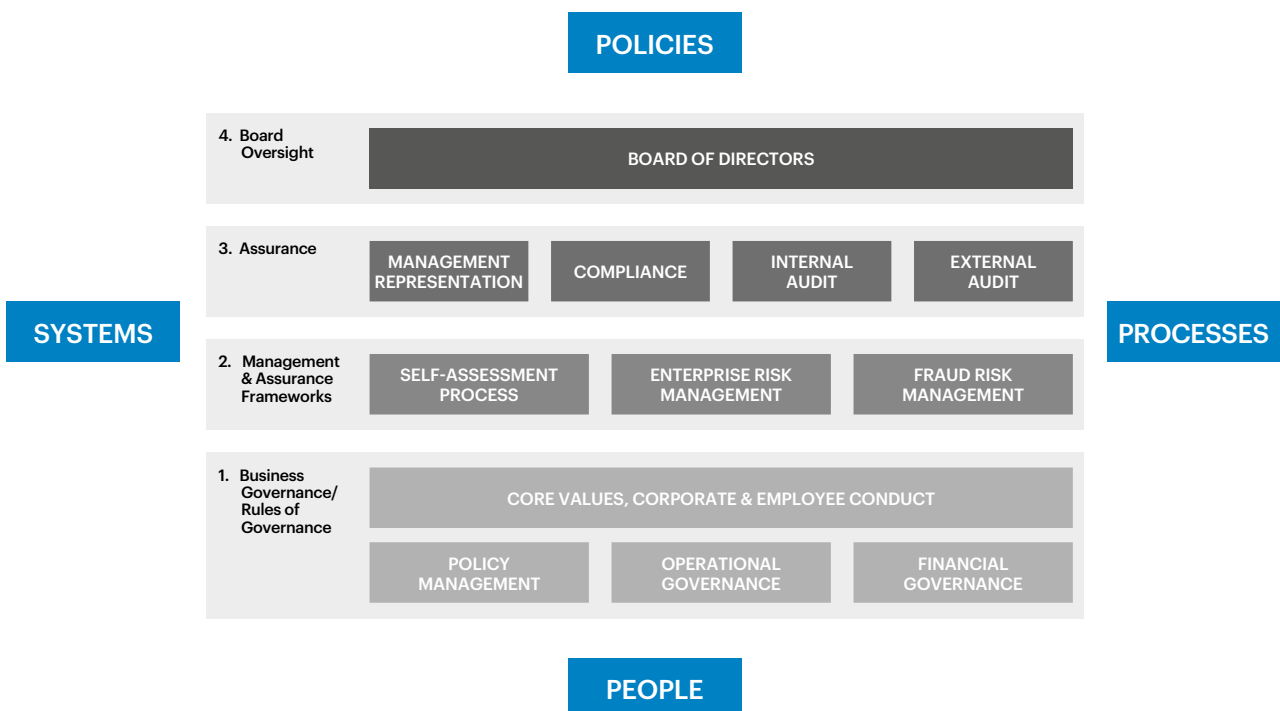 POLICIES
4. Board
Oversight
BOARD OF DIRECTORS
3. Assurance
MANAGEMENT
REPRESENTATION
COMPLIANCE
INTERNAL
AUDIT
EXTERNAL
AUDIT
SYSTEMS
PROCESSES
2. Management
& Assurance
Frameworks
SELF-ASSESSMENT
PROCESS
ENTERPRISE RISK
MANAGEMENT
FRAUD RISK
MANAGEMENT
1. Business
Governance/
Rules of
Governance
CORE VALUES, CORPORATE & EMPLOYEE CONDUCT
POLICY
MANAGEMENT
OPERATIONAL
GOVERNANCE
FINANCIAL
GOVERNANCE
PEOPLE